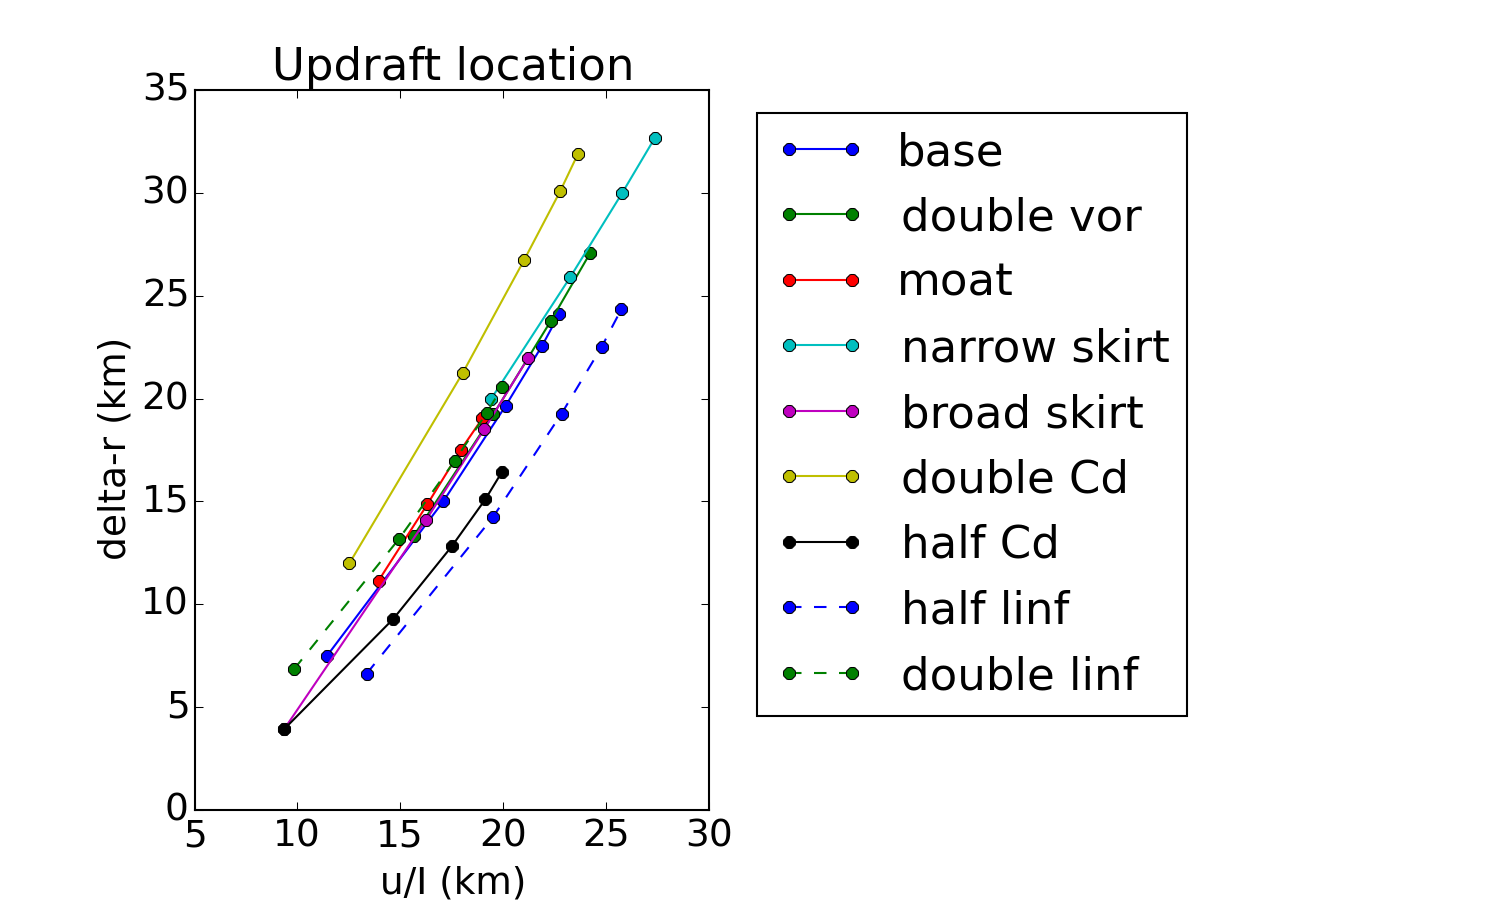 Updraft location
35
30
25
20
15
10
5
0
5 10 15 20 25 30
delta-r (km)
u/I (km)
base
double vor
moat
narrow skirt
broad skirt
double Cd
half Cd
half linf
double linf